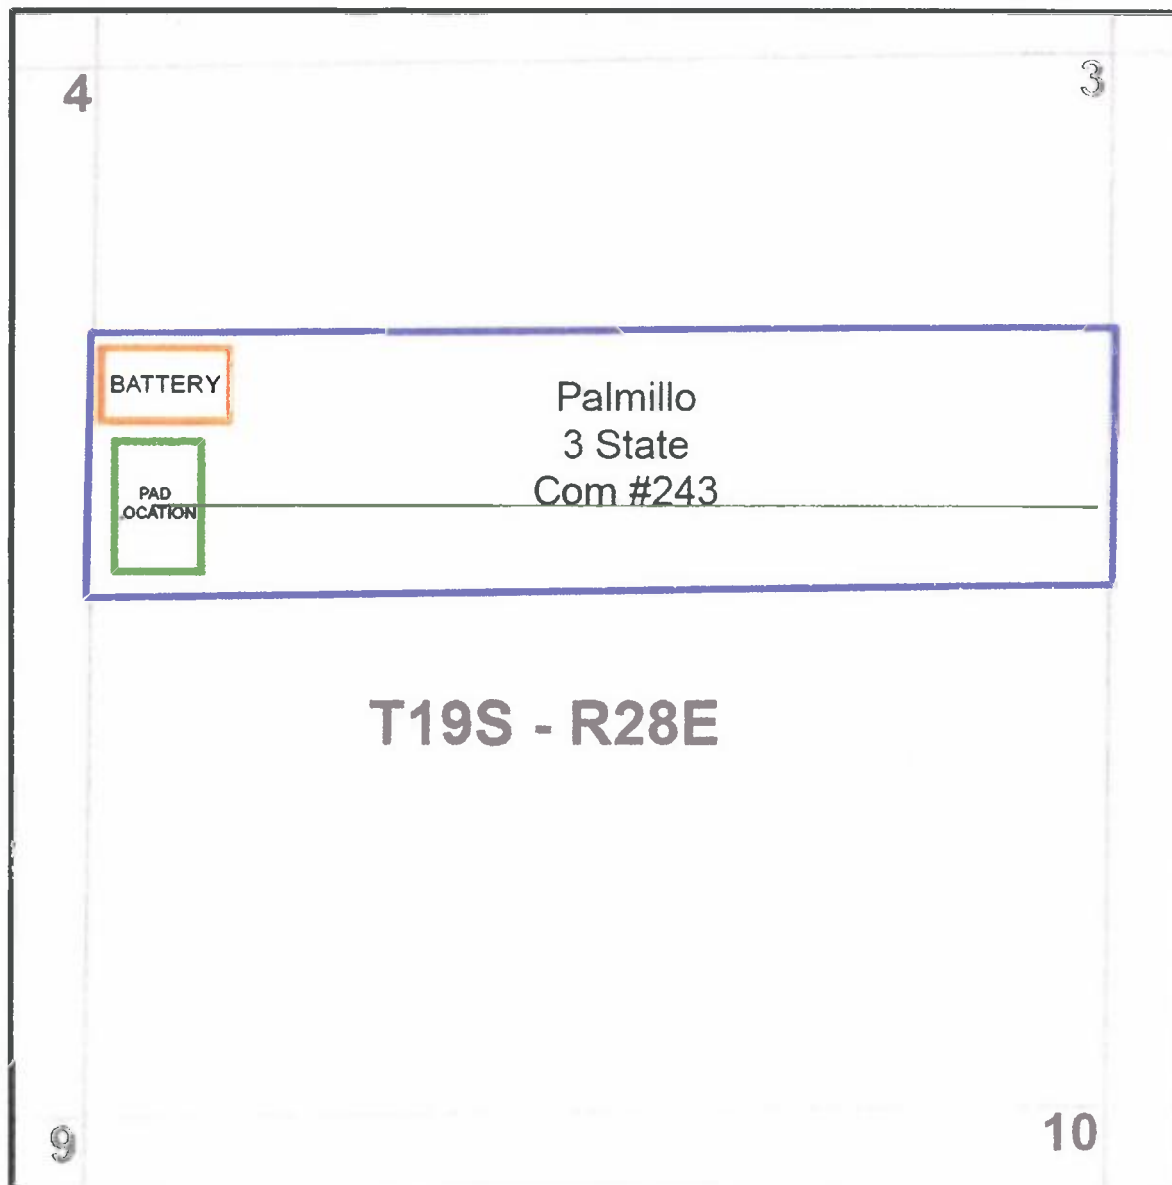 4
3
BATTERY
Palmillo
3 State
Com #243
PAD
OCATION
T19S - R28E
9
10